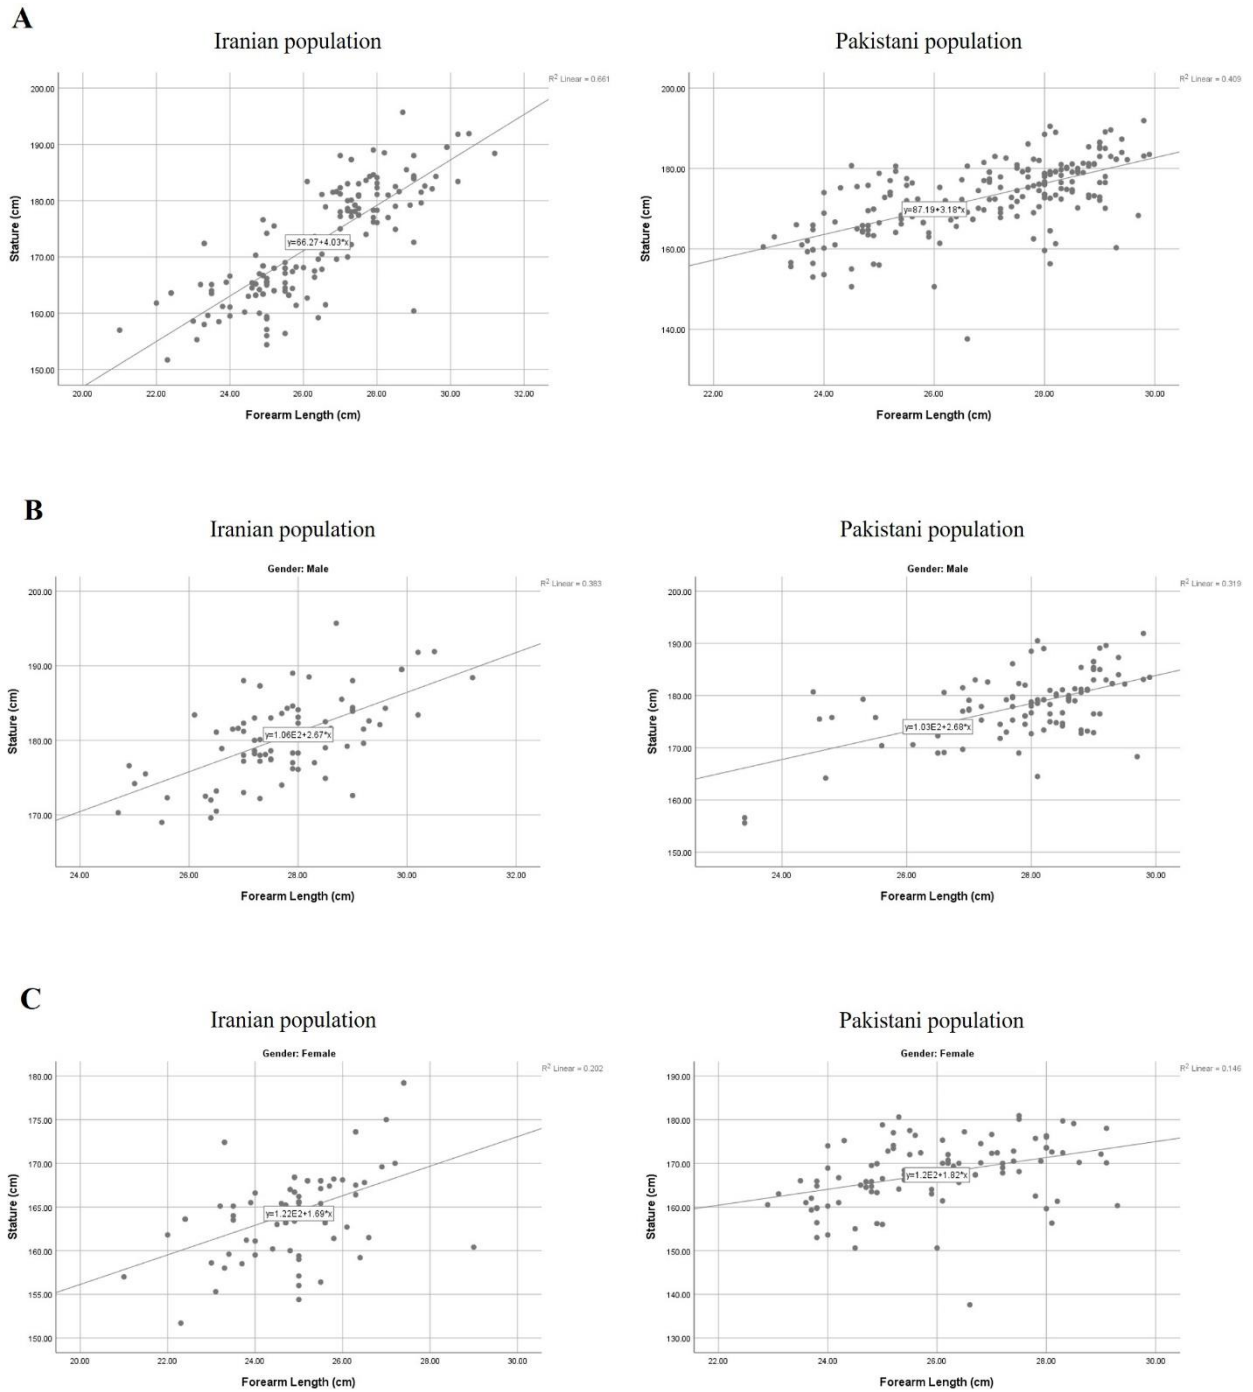 A
Iranian population
R² Linear = 0.661
200.00
190.00
180.00
170.00
160.00
150.00
Stature (cm)
y=66.27+4.03*x
20.00 22.00 24.00 26.00 28.00 30.00 32.00
Forearm Length (cm)
Pakistani population
R² Linear = 0.409
200.00
180.00
160.00
140.00
Stature (cm)
y=87.19+3.18*x
22.00 24.00 26.00 28.00 30.00
Forearm Length (cm)
B
Iranian population
Gender: Male
R² Linear = 0.383
200.00
190.00
180.00
170.00
Stature (cm)
y=1.06E2+2.67*x
24.00 26.00 28.00 30.00 32.00
Forearm Length (cm)
Pakistani population
Gender: Male
R² Linear = 0.319
200.00
190.00
180.00
170.00
160.00
150.00
Stature (cm)
y=1.03E2+2.68*x
24.00 26.00 28.00 30.00
Forearm Length (cm)
C
Iranian population
Gender: Female
R² Linear = 0.202
180.00
175.00
170.00
165.00
160.00
155.00
150.00
Stature (cm)
y=1.22E2+1.69*x
20.00 22.00 24.00 26.00 28.00 30.00
Forearm Length (cm)
Pakistani population
Gender: Female
R² Linear = 0.146
190.00
180.00
170.00
160.00
150.00
140.00
130.00
Stature (cm)
y=1.2E2+1.82*x
22.00 24.00 26.00 28.00 30.00
Forearm Length (cm)